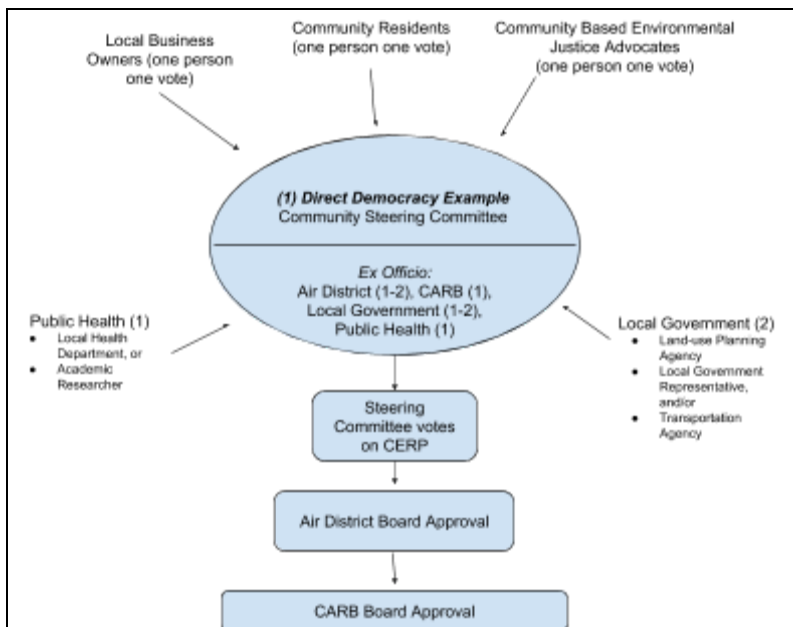 Local Business
Owners (one person
one vote)
Community Residents
(one person one vote)
Community Based Environmental
Justice Advocates
(one person one vote)
(1) Direct Democracy Example
Community Steering Committee
Ex Officio:
Air District (1-2), CARB (1),
Local Government (1-2),
Public Health (1)
Public Health (1)
● Local Health
Department, or
● Academic
Researcher
Local Government (2)
● Land-use Planning
Agency
● Local Government
Representative,
and/or
● Transportation
Agency
Steering
Committee votes
on CERP
Air District Board Approval
CARB Board Approval